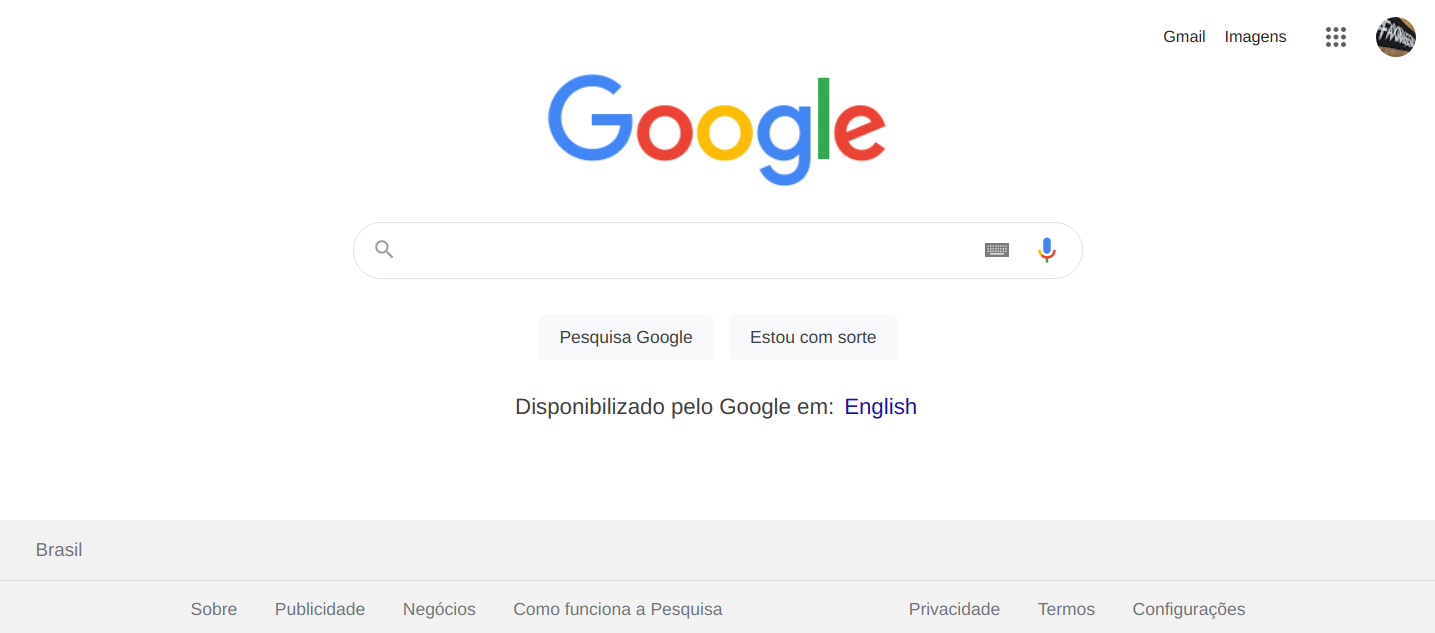 Gmail Imagens
Google
Pesquisa Google Estou com sorte
Disponibilizado pelo Google em: English
Brasil
Sobre Publicidade Negócios Como funciona a Pesquisa Privacidade Termos Configurações